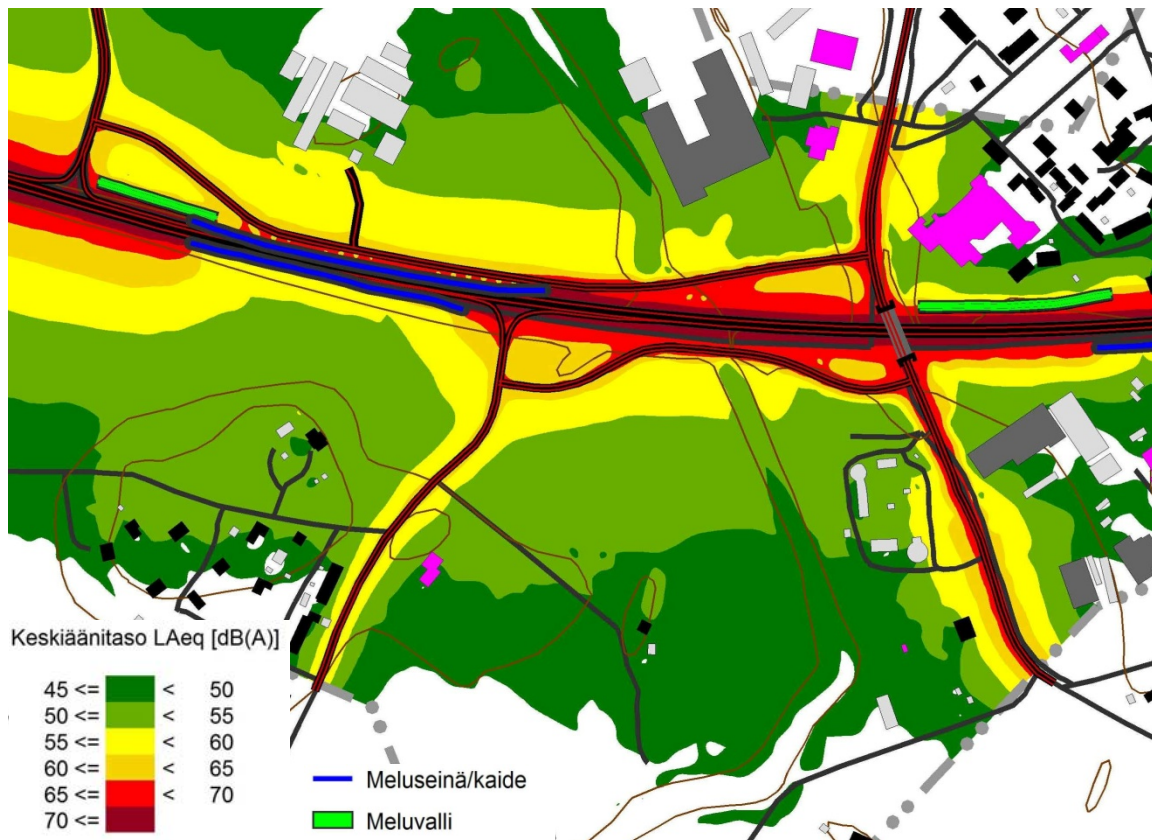 Keskiäänitaso LAeq [dB(A)]
45 <= < 50
50 <= < 55
55 <= < 60
60 <= < 65
65 <= < 70
70 <=
Meluseinä/kaide
Meluvalli